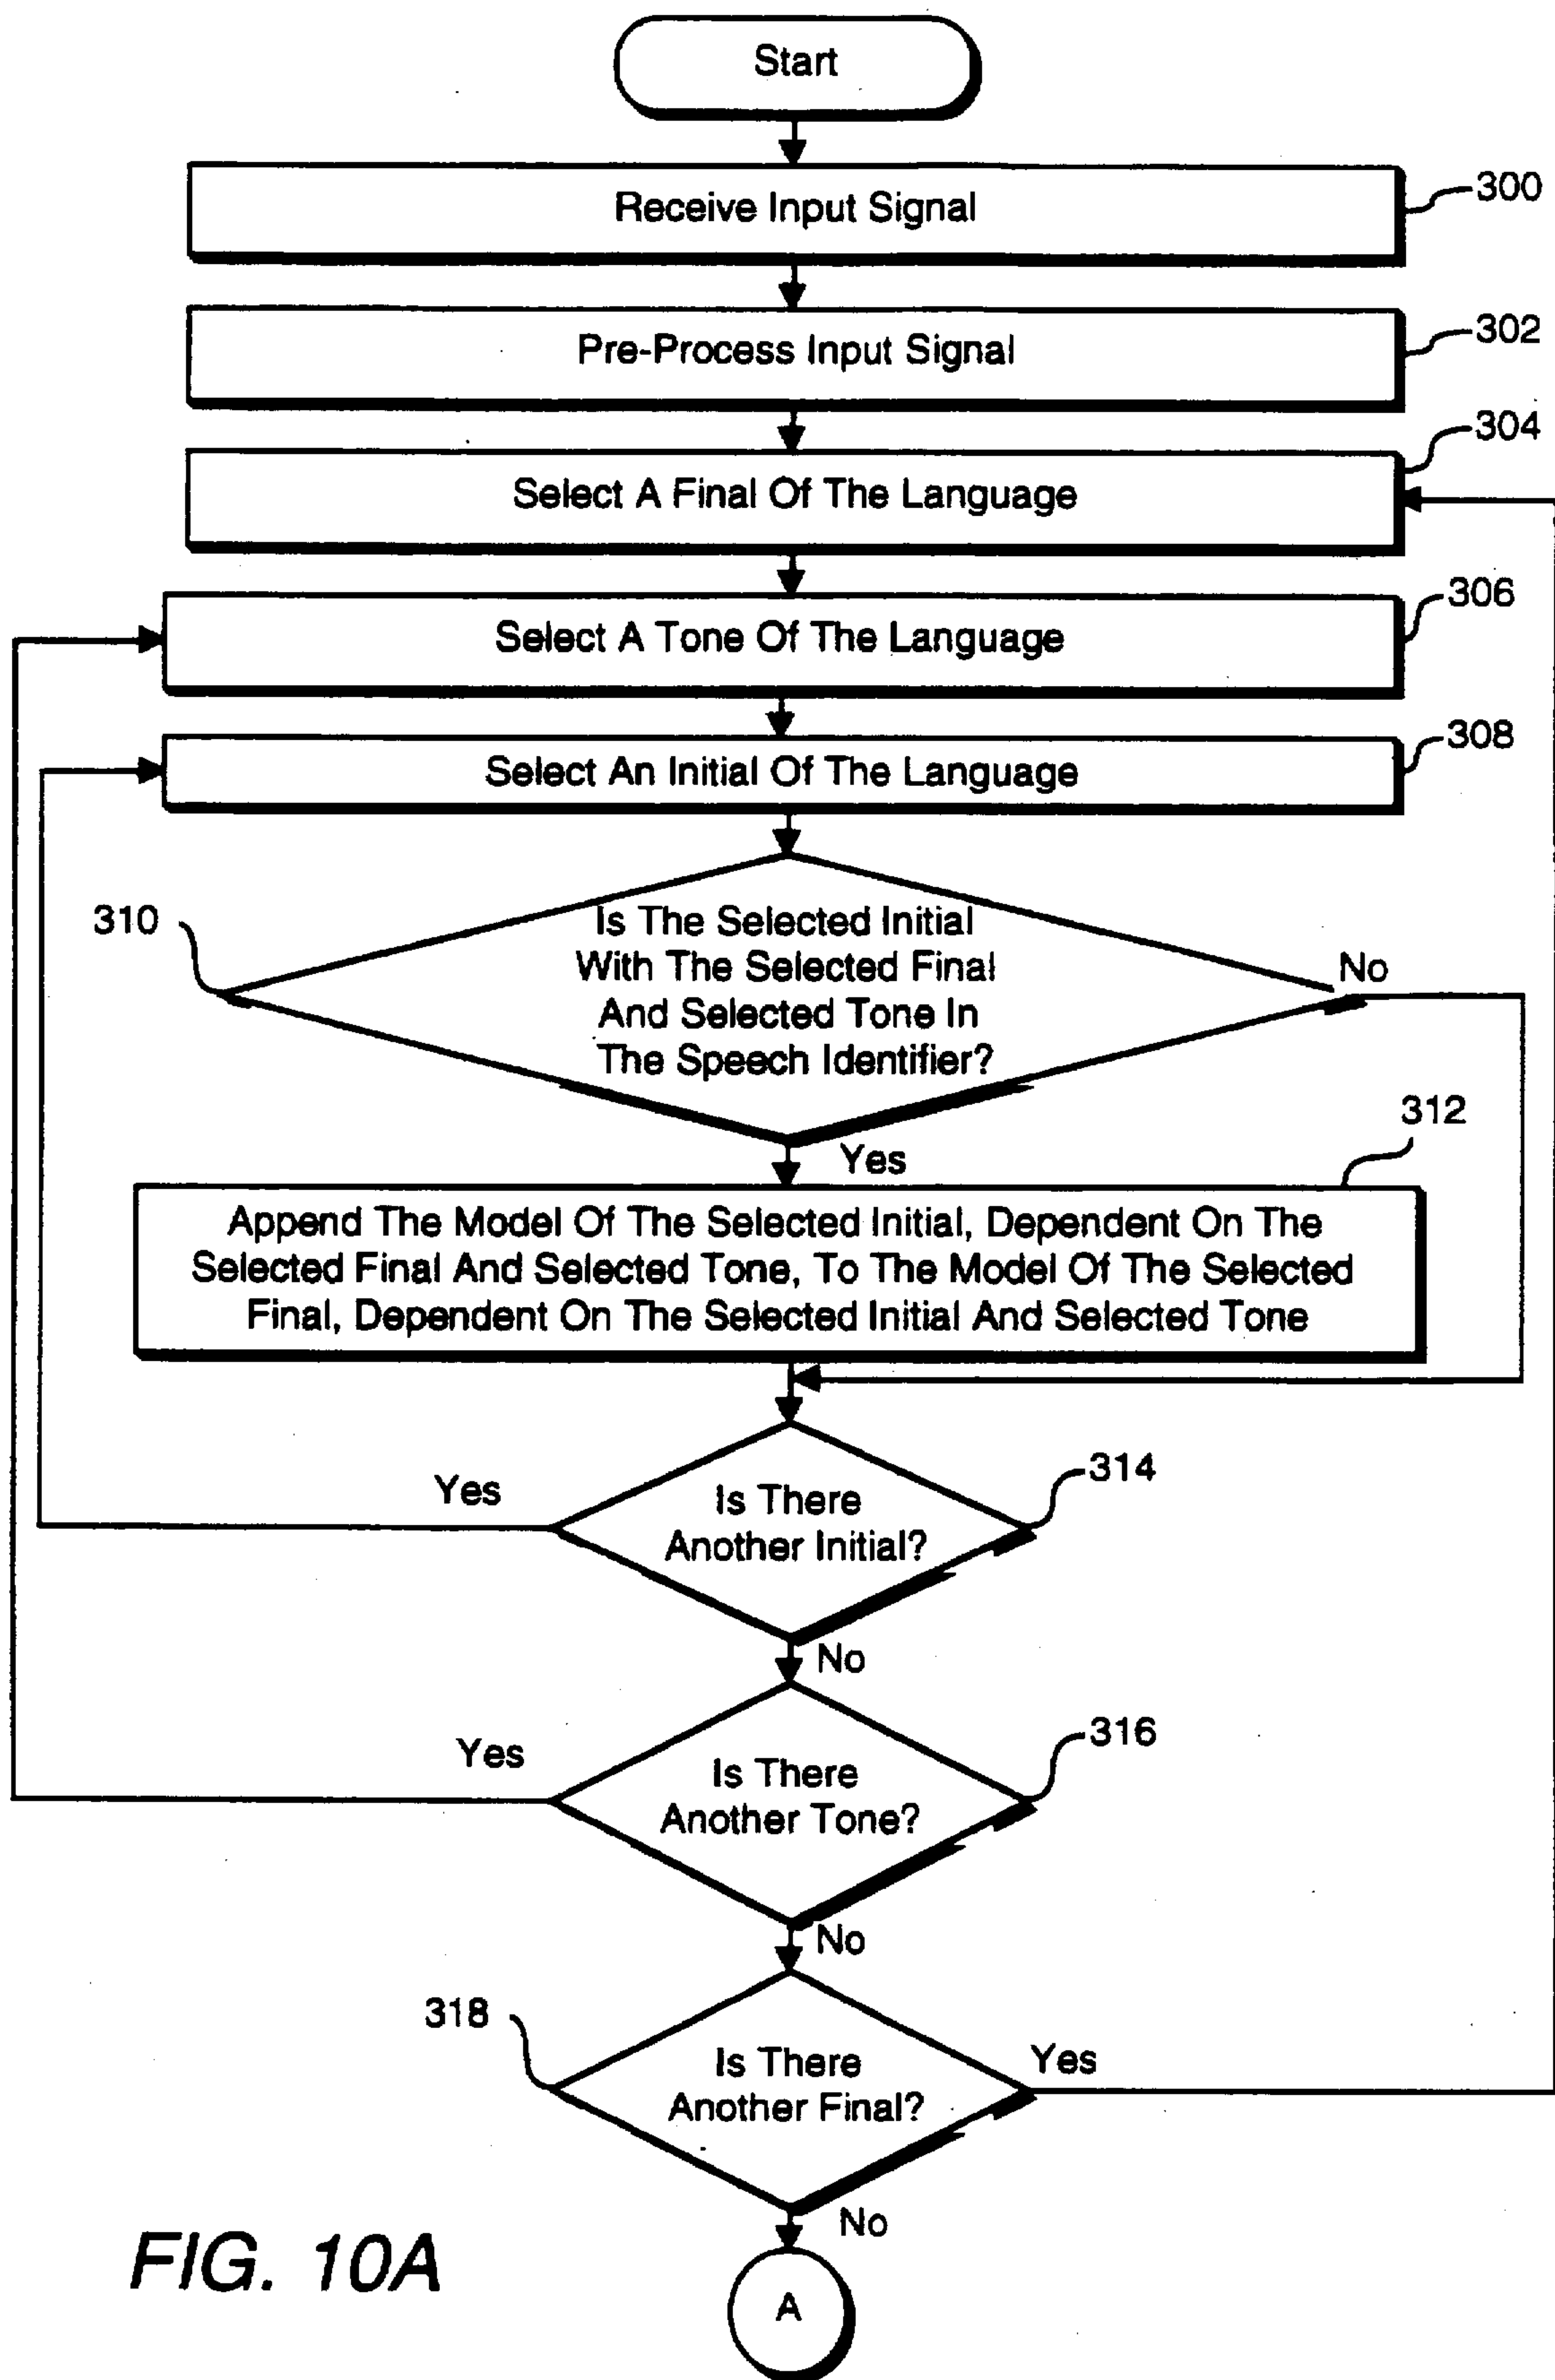 Start
Receive Input Signal
300
Pre-Process Input Signal
302
304
Select A Final Of The Language
306
Select A Tone Of The Language
308
Select An Initial Of The Language
310
Is The Selected Initial
With The Selected Final
And Selected Tone In
The Speech Identifier?
No
312
Yes
Append The Model Of The Selected Initial, Dependent On The
Selected Final And Selected Tone, To The Model Of The Selected
Final, Dependent On The Selected Initial And Selected Tone
314
Yes
Is There
Another Initial?
No
316
Yes
Is There
Another Tone?
No
318
Is There
Another Final?
Yes
No
FIG. 10A
A